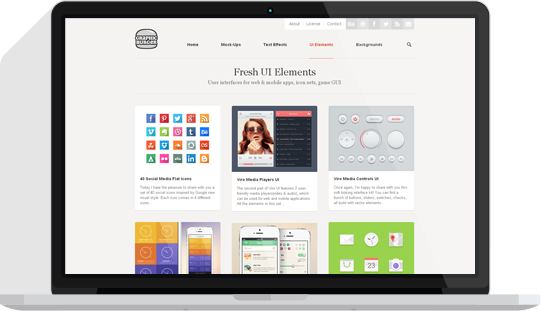 About
License
Contact
GRAPHIC
BURGER
Home
Mock-Ups
Text Effects
UI Elements
Backgrounds
Fresh UI Elements
User interfaces for web & mobile apps, icon sets, game GUI
40 Social Media Flat Icons
Today I have the pleasure to share with you a
set of 40 social icons inspired by Google new
visual style. Each icon comes in 4 different
sizes...
Vire Media Players UI
The second part of Vire UI features 2 user
friendly media players(video & audio), which
can be used for web and mobile applications.
All the elements in this set...
Vire Media Controls UI
Once again, I'm happy to share with you this
soft looking interface kit! You can find a
bunch of buttons, sliders, switches, charts,
all build with vector elements...
23